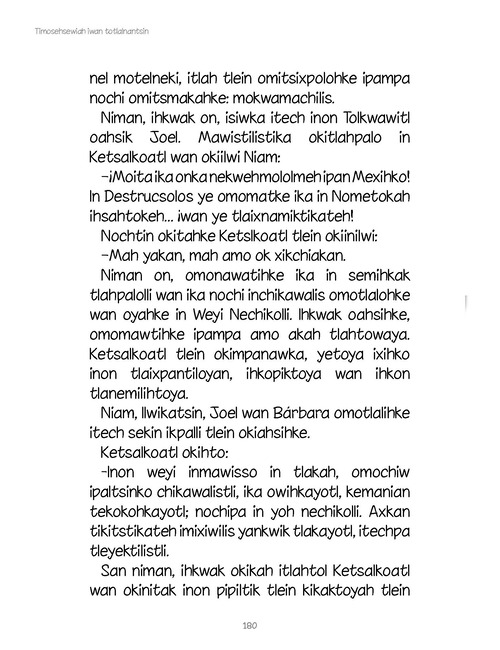 Timosehsewiah iwan totlalnantsin
nel motelneki, itlah tlein omitsixpolohke ipampa
nochi omitsmakahke: mokwamachilis.
Niman, ihkwak on, isiwka itech inon Tolkwawitl
oahsik Joel. Mawistilistika okitlahpalo in
Ketsalkoatl wan okiilwi Niam:
–¡Moita ika onka nekwehmololmeh ipan Mexihko!
In Destrucsolos ye omomatke ika in Nometokah
ihsahtokeh... ¡wan ye tlaixnamiktikateh!
Nochtin okitahke Ketslkoatl tlein okiinilwi:
–Mah yakan, mah amo ok xikchiakan.
Niman on, omonawatihke ika in semihkak
tlahpalolli wan ika nochi inchikawalis omotlalohke
wan oyahke in Weyi Nechikolli. Ihkwak oahsihke,
omomawtihke ipampa amo akah tlahtowaya.
Ketsalkoatl tlein okimpanawka, yetoya ixihko
inon tlaixpantiloyan, ihkopiktoya wan ihkon
tlanemilihtoya.
Niam, Ilwikatsin, Joel wan Bárbara omotlalihke
itech sekin ikpalli tlein okiahsihke.
Ketsalkoatl okihto:
–Inon weyi inmawisso in tlakah, omochiw
ipaltsinko chikawalistli, ika owihkayotl, kemanian
tekokohkayotl; nochipa in yoh nechikolli. Axkan
tikitstikateh imixiwilis yankwik tlakayotl, itechpa
tleyektilistli.
San niman, ihkwak okikah itlahtol Ketsalkoatl
wan okinitak inon pipiltik tlein kikaktoyah tlein
180